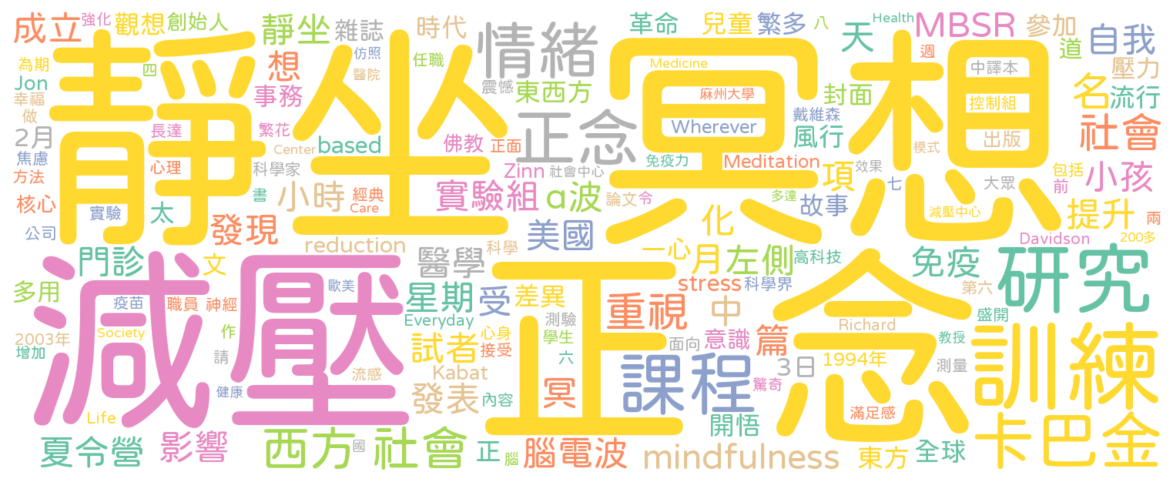 成立
觀想
創始人
靜坐
雜誌
時代
情緒
革命
兒童
繁多
八
Health
MBSR
參加
強化
為期
四
仿照
醫院
任職
震撼
東西方
Medicine
天
週
道
自我
Jon
想
靜坐冥想
封面
中譯本
壓力
幸福
做
事務
麻州大學
控制組
名
流行
2月
長達
繁花
Center
based
佛教
正面
正念
Wherever
戴維森
風行
出版
社會
焦慮
方法
心理
科學家
Zinn
社會中心
免疫力
Meditation
效果
模式
大眾
包括
前
小孩
核心
實驗
書
小時
經典
Care
實驗組
α波
論文
令
多達
項
七
減壓中心
提升
兩
公司
太
發現
reduction
科學
美國
化
故事
Davidson
200多
門診
文
醫學
一心
月
左側
高科技
免疫
研究
多用
疫苗
職員
神經
歐美
星期
受
差異
stress
科學界
中
第六
盛開
減壓
正念
2003年
增加
Society
作
請
流感
Everyday
試者
心身
接受
測驗
學生
六
重視
面向
意識
篇
Richard
教授
訓練
健康
Kabat
課程
3日
1994年
測量
Life
發表
內容
冥
驚奇
滿足感
夏令營
影響
西方
國
社會
正
腦
腦電波
mindfulness
開悟
東方
全球
卡巴金